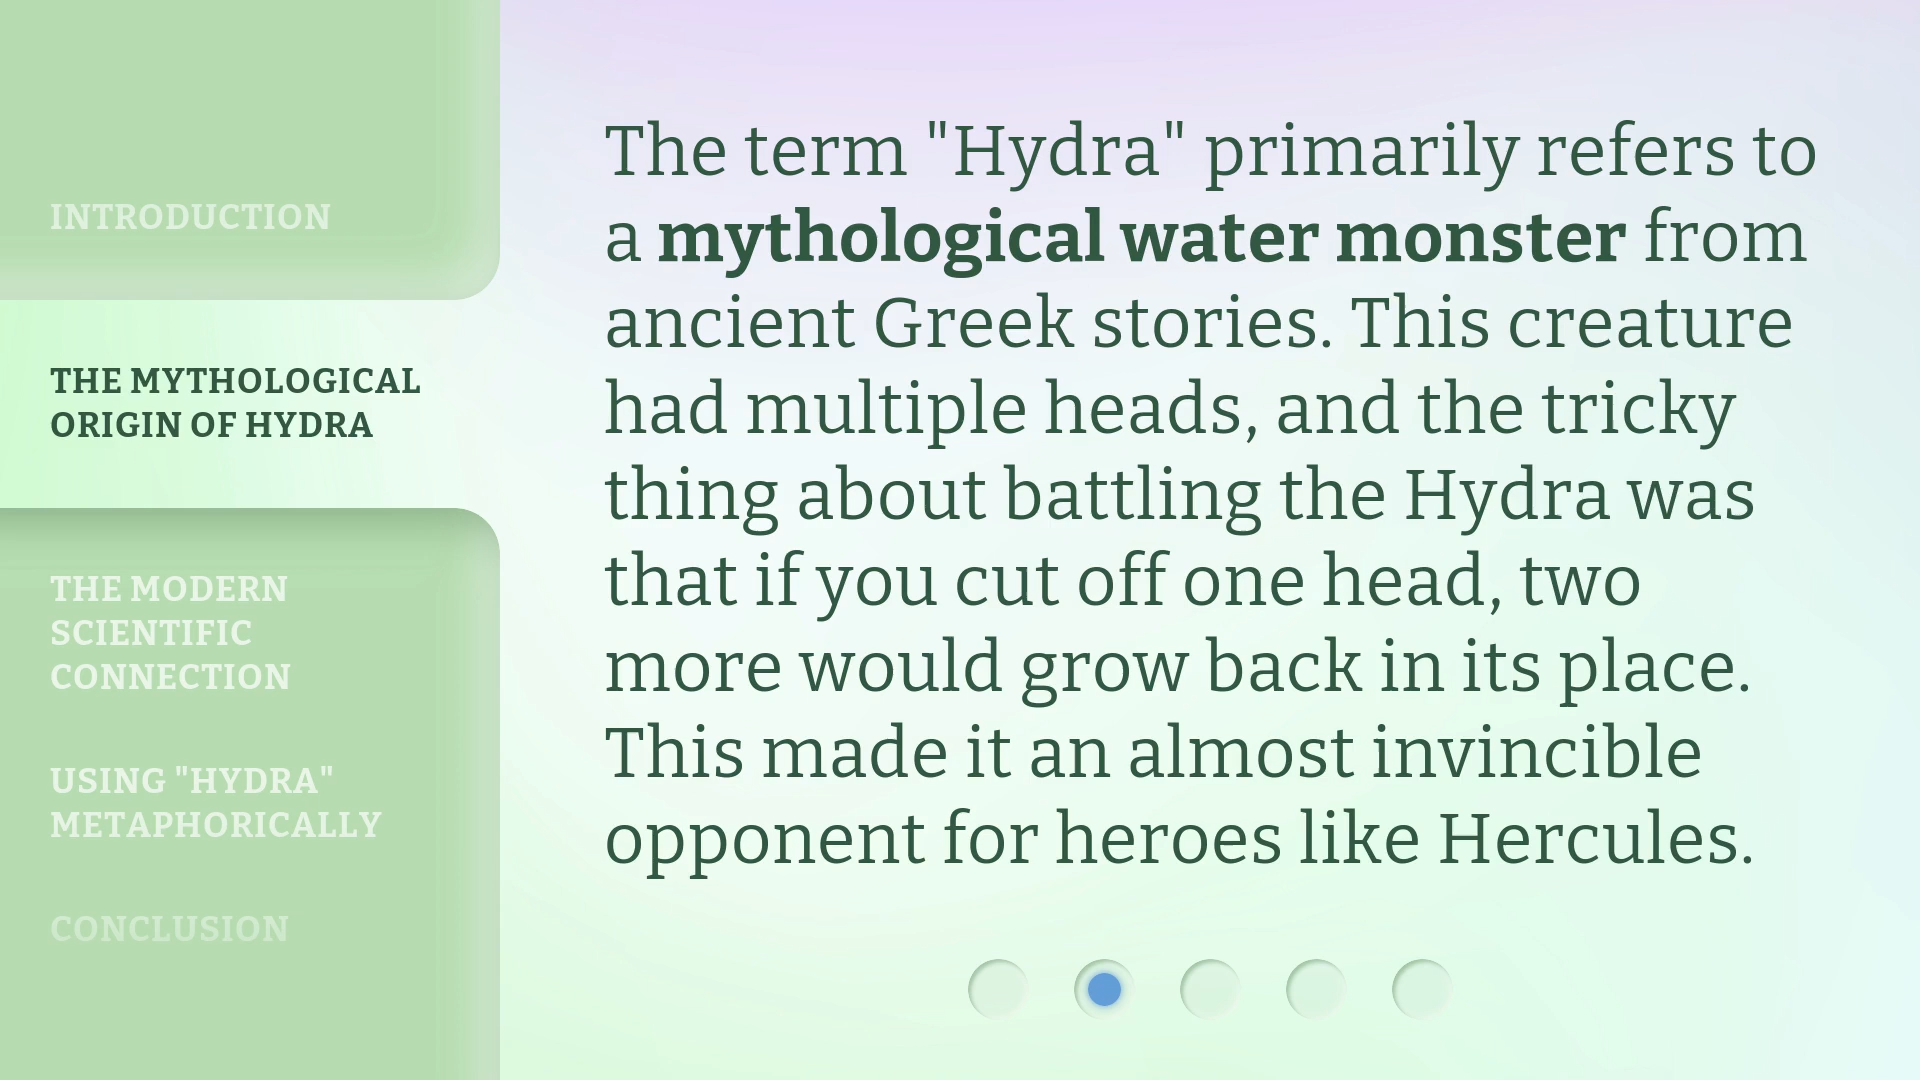 INTRODUCTION
THE MYTHOLOGICAL
ORIGIN OF HYDRA
THE MODERN
SCIENTIFIC
CONNECTION
USING "HYDRA"
METAPHORICALLY
CONCLUSION
The term "Hydra" primarily refers to
a mythological water monster from
ancient Greek stories. This creature
had multiple heads, and the tricky
thing about battling the Hydra was
that if you cut off one head, two
more would grow back in its place.
This made it an almost invincible
opponent for heroes like Hercules.